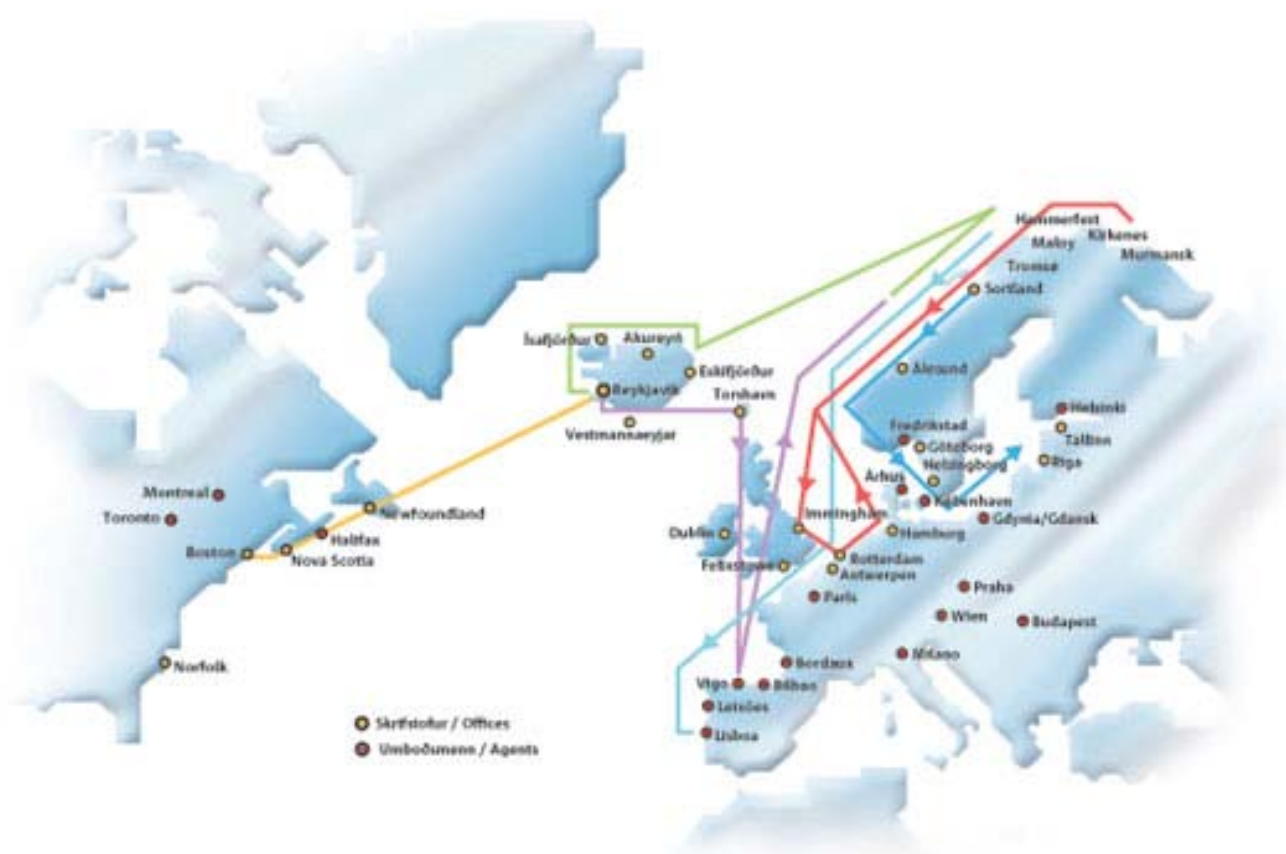 Hammerfest
Kirkenes
Maloy
Murmansk
Tromsø
Sortland
Ísafjörður
Akureyri
Eskifjörður
Reykjavík
Torshavn
Vestmannaeyjar
Ålesund
Helsinki
Fredrikstad
Göteborg
Tallinn
Helsingborg
Riga
Århus
København
Gdynia/Gdansk
Montreal
Toronto
Newfoundland
Halifax
Boston
Nova Scotia
Dublin
Immingham
Hamburg
Felixstowe
Rotterdam
Antwerpen
Paris
Praha
Wien
Budapest
Milano
Norfolk
Bordaux
Vigo
Bilbao
Leixões
Lisboa
Skrifstofur / Offices
Umboðsmenn / Agents